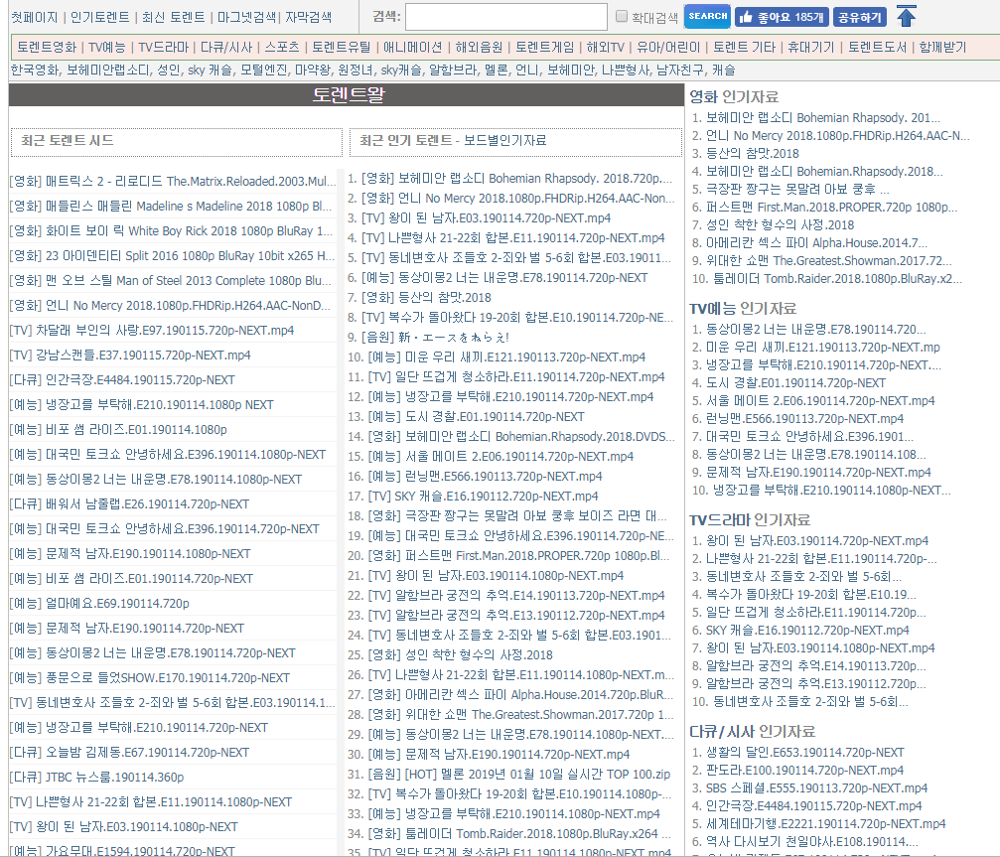 첫페이지 | 인기토렌트 | 최신 토렌트 | 마그넷검색| 자막검색
검색: 확대검색 SEARCH 좋아요 185개 공유하기
토렌트영화 | TV예능 | TV드라마 | 다큐/시사 | 스포츠 | 토렌트유틸 | 애니메이션 | 해외음원 | 토렌트게임 | 해외TV | 유아/어린이 | 토렌트 기타 | 휴대기기 | 토렌트도서 | 함께받기
한국영화, 보헤미안랩소디, 성인, sky 캐슬, 모털엔진, 마약왕, 원정녀, sky캐슬, 알함브라, 멜론, 언니, 보헤미안, 나쁜형사, 남자친구, 캐슬
토렌트왈
최근 토렌트 시드
[영화] 매트릭스 2 - 리로디드 The.Matrix.Reloaded.2003.Mul...
[영화] 매들린스 매들린 Madeline s Madeline 2018 1080p Bl...
[영화] 화이트 보이 릭 White Boy Rick 2018 1080p BluRay 1...
[영화] 23 아이덴티티 Split 2016 1080p BluRay 10bit x265 H...
[영화] 맨 오브 스틸 Man of Steel 2013 Complete 1080p Blu...
[영화] 언니 No Mercy 2018.1080p.FHDRip.H264.AAC-NonD...
[TV] 차달래 부인의 사랑.E97.190115.720p-NEXT.mp4
[TV] 강남스캔들.E37.190115.720p-NEXT.mp4
[다큐] 인간극장.E4484.190115.720p-NEXT
[예능] 냉장고를 부탁해.E210.190114.1080p NEXT
[예능] 비포 썸 라이즈.E01.190114.1080p
[예능] 대국민 토크쇼 안녕하세요.E396.190114.1080p-NEXT
[예능] 동상이몽2 너는 내운명.E78.190114.1080p-NEXT
[다큐] 배워서 남줄랩.E26.190114.720p-NEXT
[예능] 대국민 토크쇼 안녕하세요.E396.190114.720p-NEXT
[예능] 문제적 남자.E190.190114.1080p-NEXT
[예능] 비포 썸 라이즈.E01.190114.720p-NEXT
[예능] 얼마예요.E69.190114.720p
[예능] 문제적 남자.E190.190114.720p-NEXT
[예능] 동상이몽2 너는 내운명.E78.190114.720p-NEXT
[예능] 풍문으로 들었SHOW.E170.190114.720p-NEXT
[TV] 동네변호사 조들호 2-죄와 벌 5-6회 합본.E03.190114.1...
[예능] 냉장고를 부탁해.E210.190114.720p-NEXT
[다큐] 오늘밤 김제동.E67.190114.720p-NEXT
[다큐] JTBC 뉴스룸.190114.360p
[TV] 나쁜형사 21-22회 합본.E11.190114.1080p-NEXT
[TV] 왕이 된 남자.E03.190114.1080p-NEXT
[예능] 가요무대.E1594.190114.720p-NEXT
최근 인기 토렌트 - 보드별인기자료
1. [영화] 보헤미안 랩소디 Bohemian Rhapsody. 2018.720p....
2. [영화] 언니 No Mercy 2018.1080p.FHDRip.H264.AAC-Non...
3. [TV] 왕이 된 남자.E03.190114.720p-NEXT.mp4
4. [TV] 나쁜형사 21-22회 합본.E11.190114.720p-NEXT.mp4
5. [TV] 동네변호사 조들호 2-죄와 벌 5-6회 합본.E03.19011...
6. [예능] 동상이몽2 너는 내운명.E78.190114.720p-NEXT
7. [영화] 등산의 참맛.2018
8. [TV] 복수가 돌아왔다 19-20회 합본.E10.190114.720p-NE...
9. [음원] 新・エースをねらえ!
10. [예능] 미운 우리 새끼.E121.190113.720p-NEXT.mp4
11. [TV] 일단 뜨겁게 청소하라.E11.190114.720p-NEXT.mp4
12. [예능] 냉장고를 부탁해.E210.190114.720p-NEXT.mp4
13. [예능] 도시 경찰.E01.190114.720p-NEXT
14. [영화] 보헤미안 랩소디 Bohemian.Rhapsody.2018.DVDS...
15. [예능] 서울 메이트 2.E06.190114.720p-NEXT.mp4
16. [예능] 런닝맨.E566.190113.720p-NEXT.mp4
17. [TV] SKY 캐슬.E16.190112.720p-NEXT.mp4
18. [영화] 극장판 짱구는 못말려 아뵤 쿵후 보이즈 라면 대...
19. [예능] 대국민 토크쇼 안녕하세요.E396.190114.720p-NE...
20. [영화] 퍼스트맨 First.Man.2018.PROPER.720p 1080p.Bl...
21. [TV] 왕이 된 남자.E03.190114.1080p-NEXT.mp4
22. [TV] 알함브라 궁전의 추억.E14.190113.720p-NEXT.mp4
23. [TV] 알함브라 궁전의 추억.E13.190112.720p-NEXT.mp4
24. [TV] 동네변호사 조들호 2-죄와 벌 5-6회 합본.E03.1901...
25. [영화] 성인 착한 형수의 사정.2018
26. [TV] 나쁜형사 21-22회 합본.E11.190114.1080p-NEXT.m...
27. [영화] 아메리칸 섹스 파이 Alpha.House.2014.720p.BluR...
28. [영화] 위대한 쇼맨 The.Greatest.Showman.2017.720p 1...
29. [예능] 동상이몽2 너는 내운명.E78.190114.1080p-NEXT....
30. [예능] 문제적 남자.E190.190114.720p-NEXT.mp4
31. [음원] [HOT] 멜론 2019년 01월 10일 실시간 TOP 100.zip
32. [TV] 복수가 돌아왔다 19-20회 합본.E10.190114.1080p-...
33. [예능] 냉장고를 부탁해.E210.190114.1080p-NEXT.mp4
34. [영화] 툼레이더 Tomb.Raider.2018.1080p.BluRay.x264 ...
35. [TV] 일단 뜨겁게 청소하라.E11.190114.1080p-NEXT.mp4
영화 인기자료
1. 보헤미안 랩소디 Bohemian Rhapsody. 201...
2. 언니 No Mercy 2018.1080p.FHDRip.H264.AAC-N...
3. 등산의 참맛.2018
4. 보헤미안 랩소디 Bohemian.Rhapsody.2018...
5. 극장판 짱구는 못말려 아뵤 쿵후 ...
6. 퍼스트맨 First.Man.2018.PROPER.720p 1080p...
7. 성인 착한 형수의 사정.2018
8. 아메리칸 섹스 파이 Alpha.House.2014.7...
9. 위대한 쇼맨 The.Greatest.Showman.2017.72...
10. 툼레이더 Tomb.Raider.2018.1080p.BluRay.x2...
TV예능 인기자료
1. 동상이몽2 너는 내운명.E78.190114.720...
2. 미운 우리 새끼.E121.190113.720p-NEXT.mp
3. 냉장고를 부탁해.E210.190114.720p-NEXT....
4. 도시 경찰.E01.190114.720p-NEXT
5. 서울 메이트 2.E06.190114.720p-NEXT.mp4
6. 런닝맨.E566.190113.720p-NEXT.mp4
7. 대국민 토크쇼 안녕하세요.E396.1901...
8. 동상이몽2 너는 내운명.E78.190114.108...
9. 문제적 남자.E190.190114.720p-NEXT.mp4
10. 냉장고를 부탁해.E210.190114.1080p-NEXT...
TV드라마 인기자료
1. 왕이 된 남자.E03.190114.720p-NEXT.mp4
2. 나쁜형사 21-22회 합본.E11.190114.720p-...
3. 동네변호사 조들호 2-죄와 벌 5-6회...
4. 복수가 돌아왔다 19-20회 합본.E10.19...
5. 일단 뜨겁게 청소하라.E11.190114.720p...
6. SKY 캐슬.E16.190112.720p-NEXT.mp4
7. 왕이 된 남자.E03.190114.1080p-NEXT.mp4
8. 알함브라 궁전의 추억.E14.190113.720p...
9. 알함브라 궁전의 추억.E13.190112.720p...
10. 동네변호사 조들호 2-죄와 벌 5-6회...
다큐/시사 인기자료
1. 생활의 달인.E653.190114.720p-NEXT
2. 판도라.E100.190114.720p-NEXT.mp4
3. SBS 스페셜.E555.190113.720p-NEXT.mp4
4. 인간극장.E4484.190115.720p-NEXT.mp4
5. 세계테마기행.E2221.190114.720p-NEXT.mp4
6. 역사 다시보기 천일야사.E108.190114....